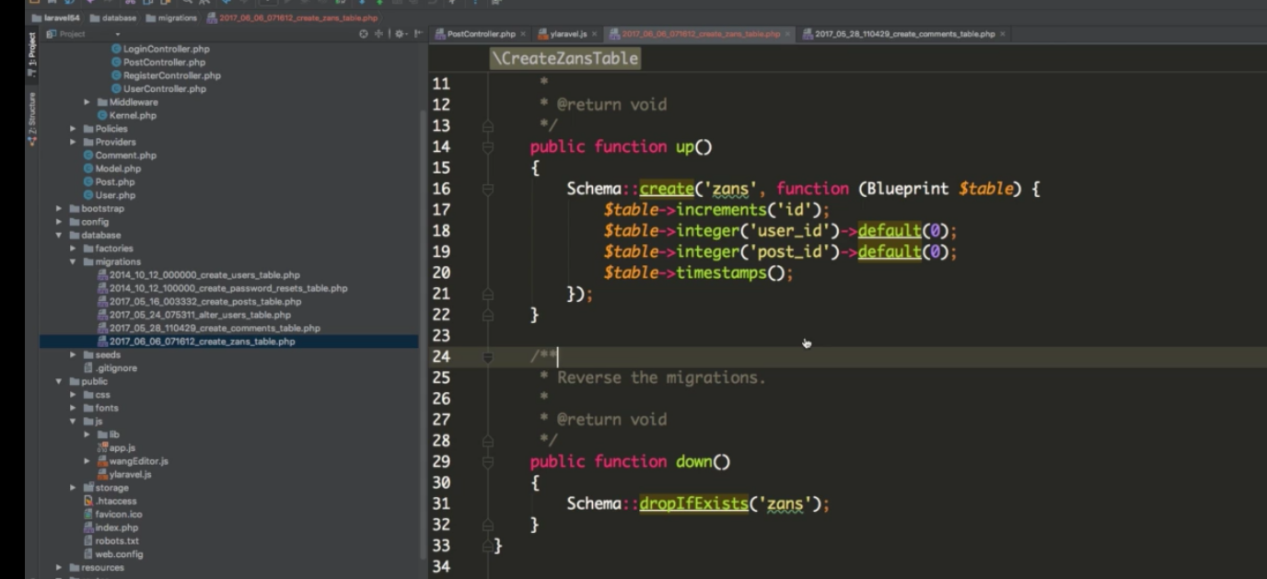 laravel54 database migrations 2017_06_06_071612_create_zans_table.php
Project
PostController.php
ylaravel.js
2017_06_06_071612_create_zans_table.php
2017_05_28_110429_create_comments_table.php
1: Project
7: Structure
LoginController.php
PostController.php
RegisterController.php
UserController.php
Middleware
Kernel.php
Policies
Providers
Comment.php
Model.php
Post.php
User.php
bootstrap
config
database
factories
migrations
2014_10_12_000000_create_users_table.php
2014_10_12_100000_create_password_resets_table.php
2017_05_16_003332_create_posts_table.php
2017_05_24_075311_alter_users_table.php
2017_05_28_110429_create_comments_table.php
2017_06_06_071612_create_zans_table.php
seeds
.gitignore
public
css
fonts
js
lib
app.js
wangEditor.js
ylaravel.js
storage
.htaccess
favicon.ico
index.php
robots.txt
web.config
resources
\CreateZansTable
11 *
12 * @return void
13 */
14 public function up()
15 {
16 Schema::create('zans', function (Blueprint $table) {
17 $table->increments('id');
18 $table->integer('user_id')->default(0);
19 $table->integer('post_id')->default(0);
20 $table->timestamps();
21 });
22 }
23
24 /**
25 * Reverse the migrations.
26 *
27 * @return void
28 */
29 public function down()
30 {
31 Schema::dropIfExists('zans');
32 }
33 }
34